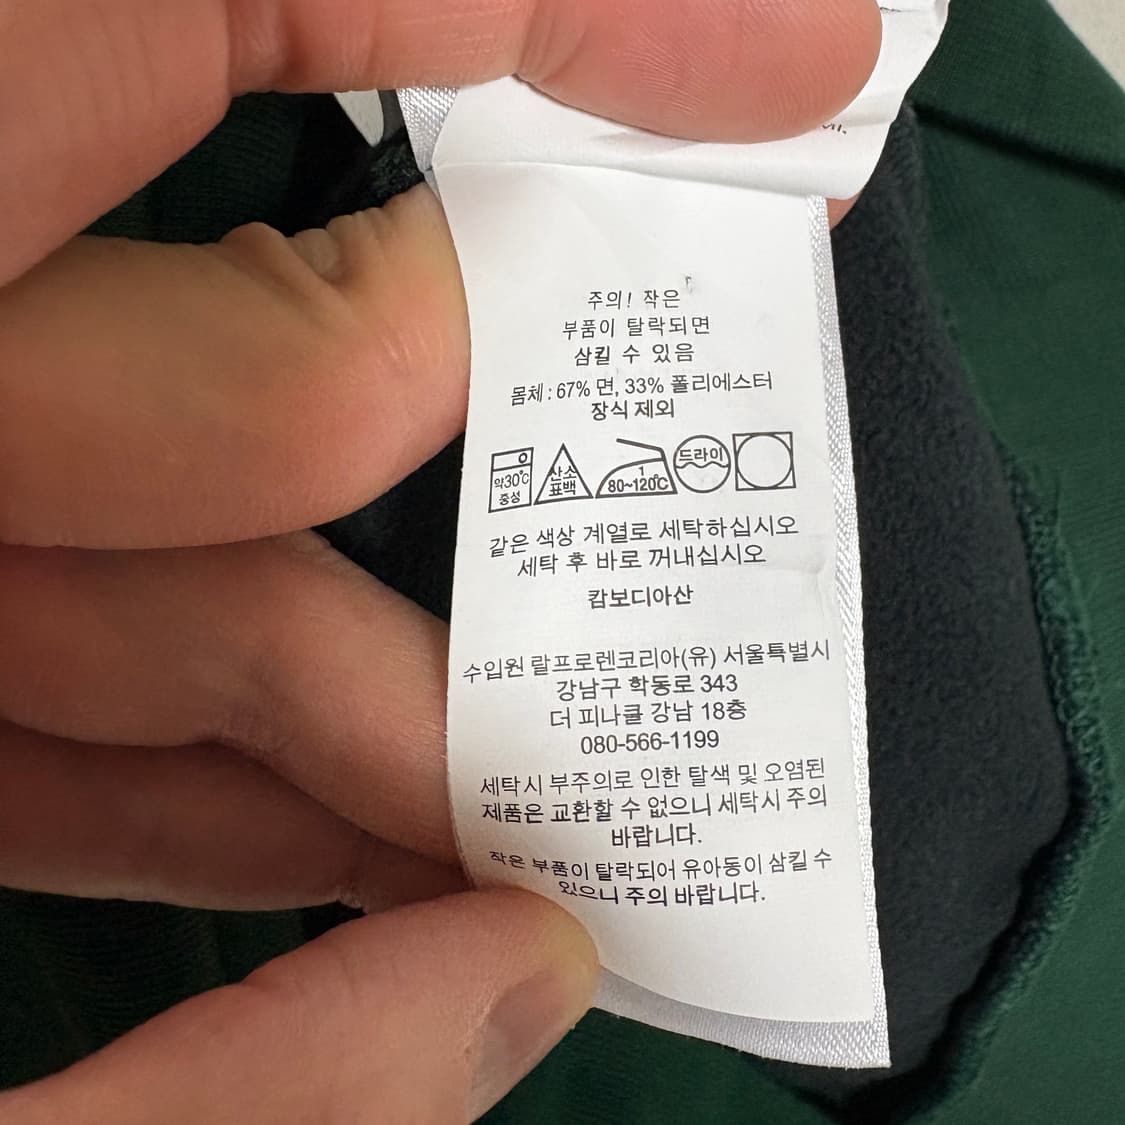 주의! 작은
부품이 탈락되면
삼킬 수 있음
몸체 : 67% 면, 33% 폴리에스터
장식 제외
약30℃ 중성
산소 표백
1 80~120℃
드라이
같은 색상 계열로 세탁하십시오
세탁 후 바로 꺼내십시오
캄보디아산
수입원 랄프로렌코리아(유) 서울특별시
강남구 학동로 343
더 피나클 강남 18층
080-566-1199
세탁시 부주의로 인한 탈색 및 오염된
제품은 교환할 수 없으니 세탁시 주의
바랍니다.
작은 부품이 탈락되어 유아동이 삼킬 수
있으니 주의 바랍니다.